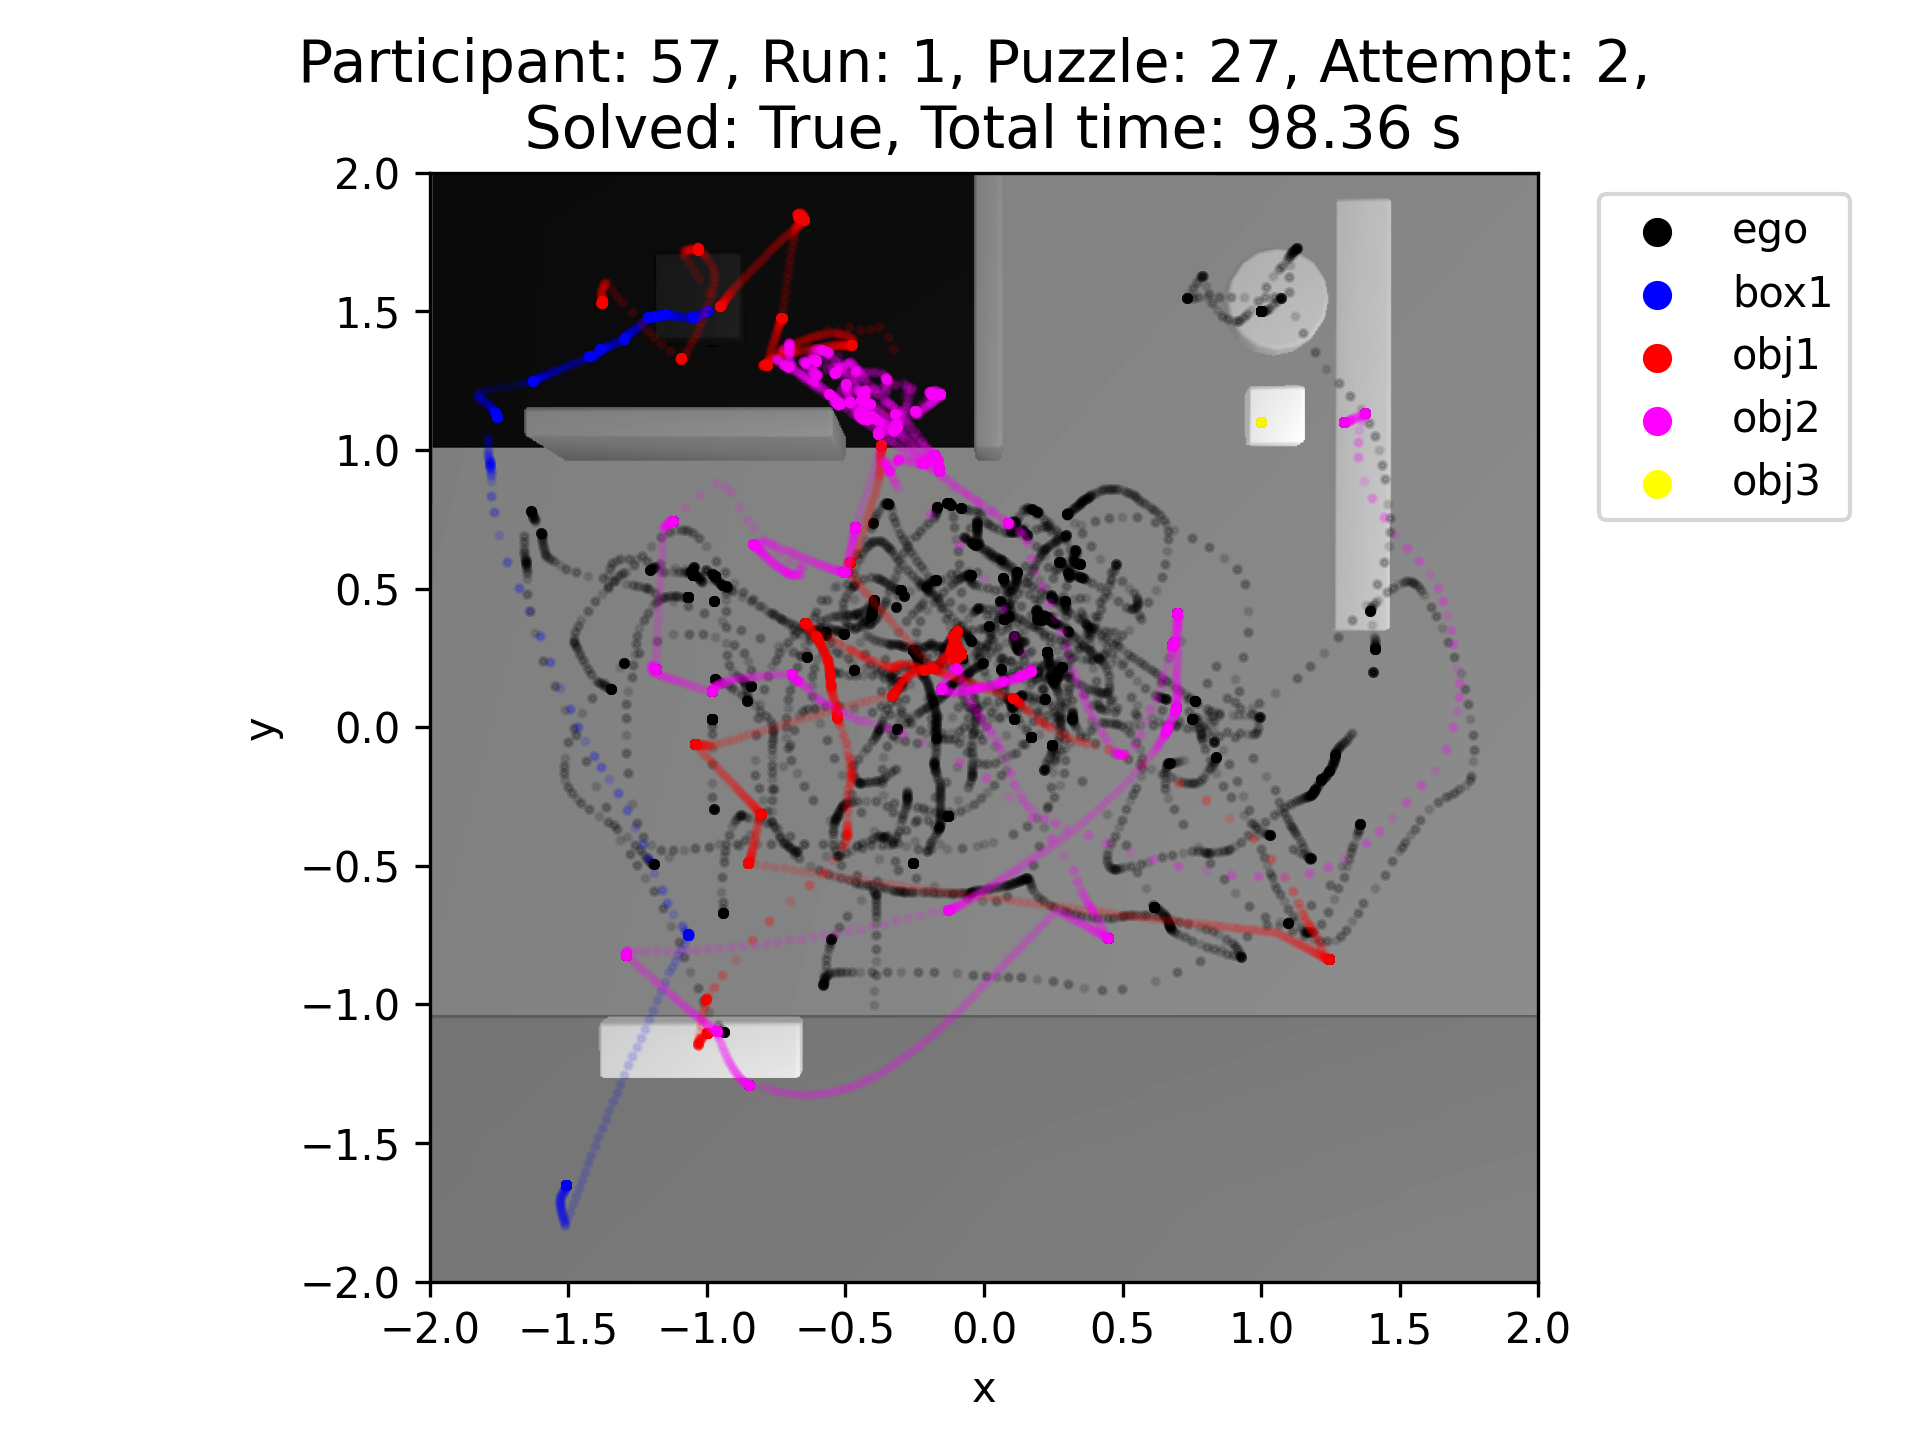 Participant: 57, Run: 1, Puzzle: 27, Attempt: 2,
Solved: True, Total time: 98.36 s
2.0
1.5
1.0
0.5
0.0
−0.5
−1.0
−1.5
−2.0
y
−2.0 −1.5 −1.0 −0.5 0.0 0.5 1.0 1.5 2.0
x
ego
box1
obj1
obj2
obj3